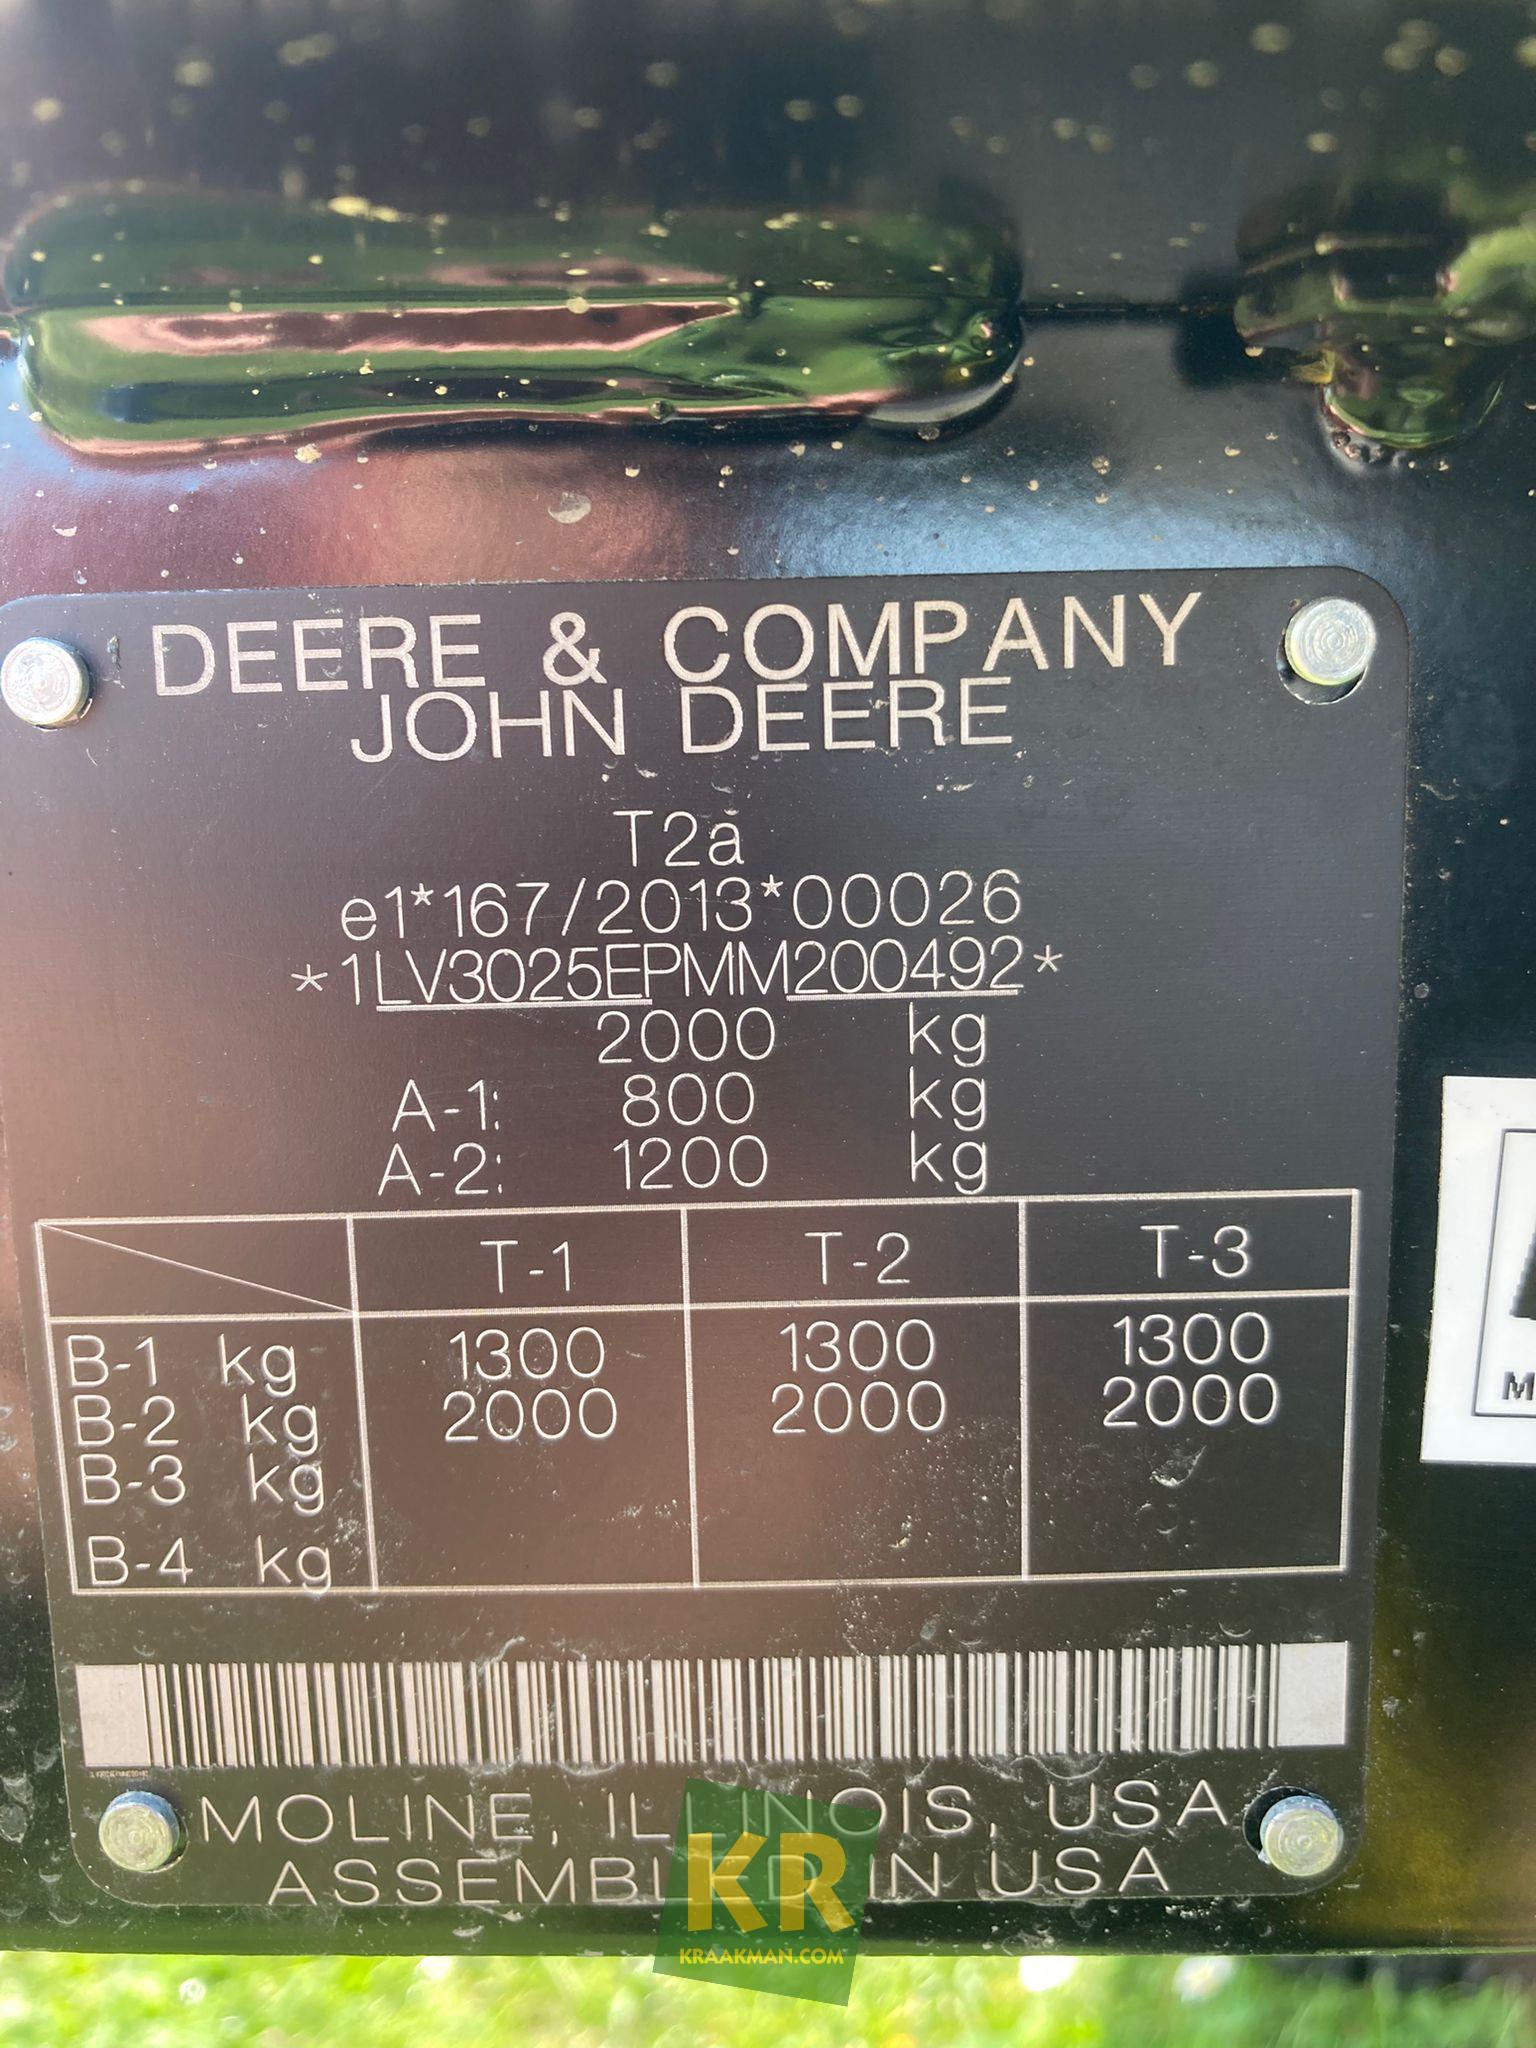 DEERE & COMPANY
JOHN DEERE
T2a
e1*167/2013*00026
*1LV3025EPMM200492*
2000 kg
A-1: 800 kg
A-2: 1200 kg
T-1 T-2 T-3
B-1 kg 1300 1300 1300
B-2 kg 2000 2000 2000
B-3 kg
B-4 kg
MOLINE, ILLINOIS, USA
ASSEMBLED IN USA
KR
KRAAKMAN.COM
M